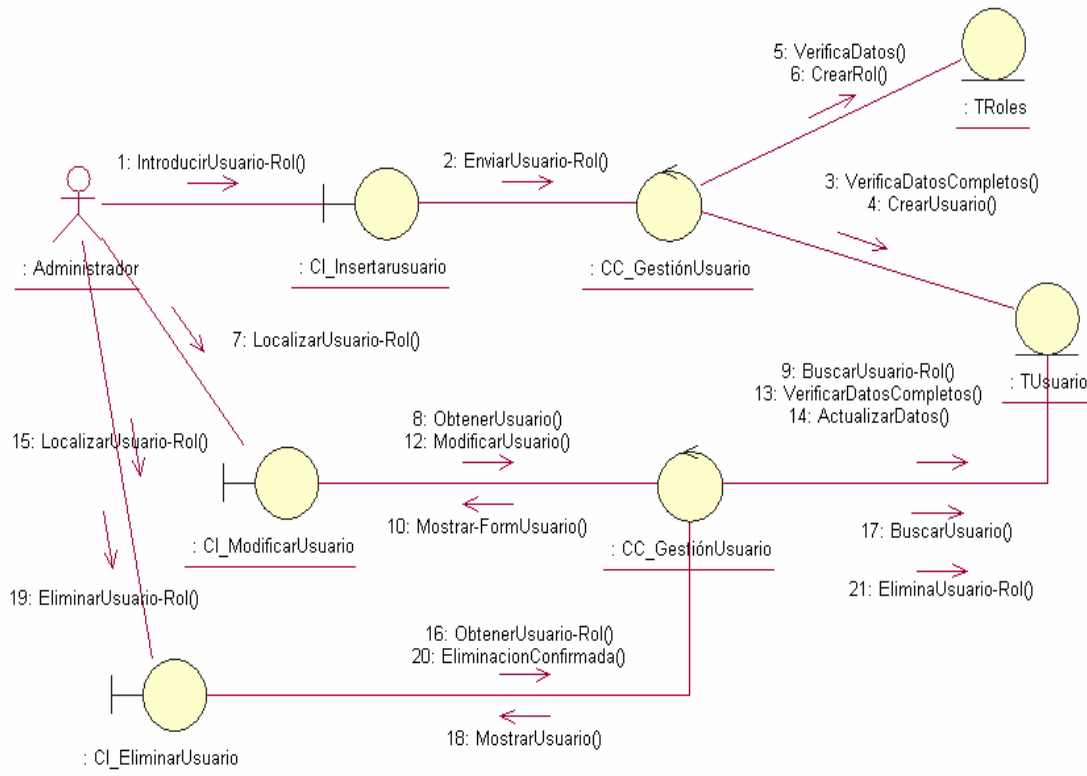 5: VerificaDatos()
6: CrearRol()
: TRoles
1: IntroducirUsuario-Rol()
2: EnviarUsuario-Rol()
3: VerificaDatosCompletos()
4: CrearUsuario()
: Administrador
: CI_Insertarusuario
: CC_GestiónUsuario
7: LocalizarUsuario-Rol()
9: BuscarUsuario-Rol()
: TUsuario
13: VerificarDatosCompletos()
14: ActualizarDatos()
8: ObtenerUsuario()
12: ModificarUsuario()
15: LocalizarUsuario-Rol()
10: Mostrar-FormUsuario()
17: BuscarUsuario()
: CI_ModificarUsuario
: CC_GestiónUsuario
21: EliminaUsuario-Rol()
19: EliminarUsuario-Rol()
16: ObtenerUsuario-Rol()
20: EliminacionConfirmada()
18: MostrarUsuario()
: CI_EliminarUsuario